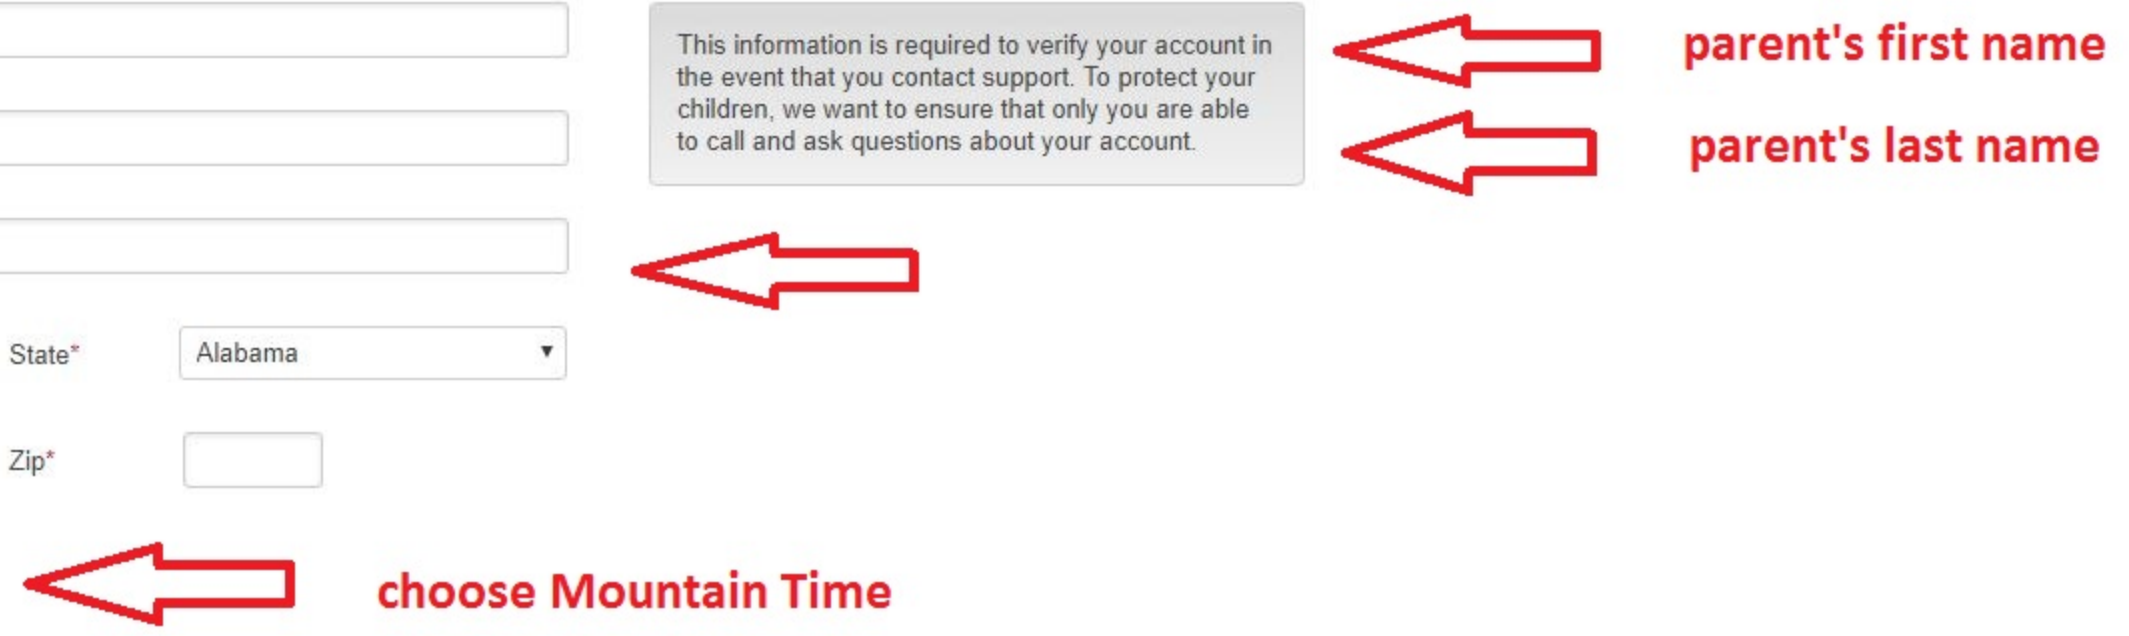 This information is required to verify your account in
the event that you contact support. To protect your
children, we want to ensure that only you are able
to call and ask questions about your account.
parent's first name
parent's last name
State*
Alabama
Zip*
choose Mountain Time